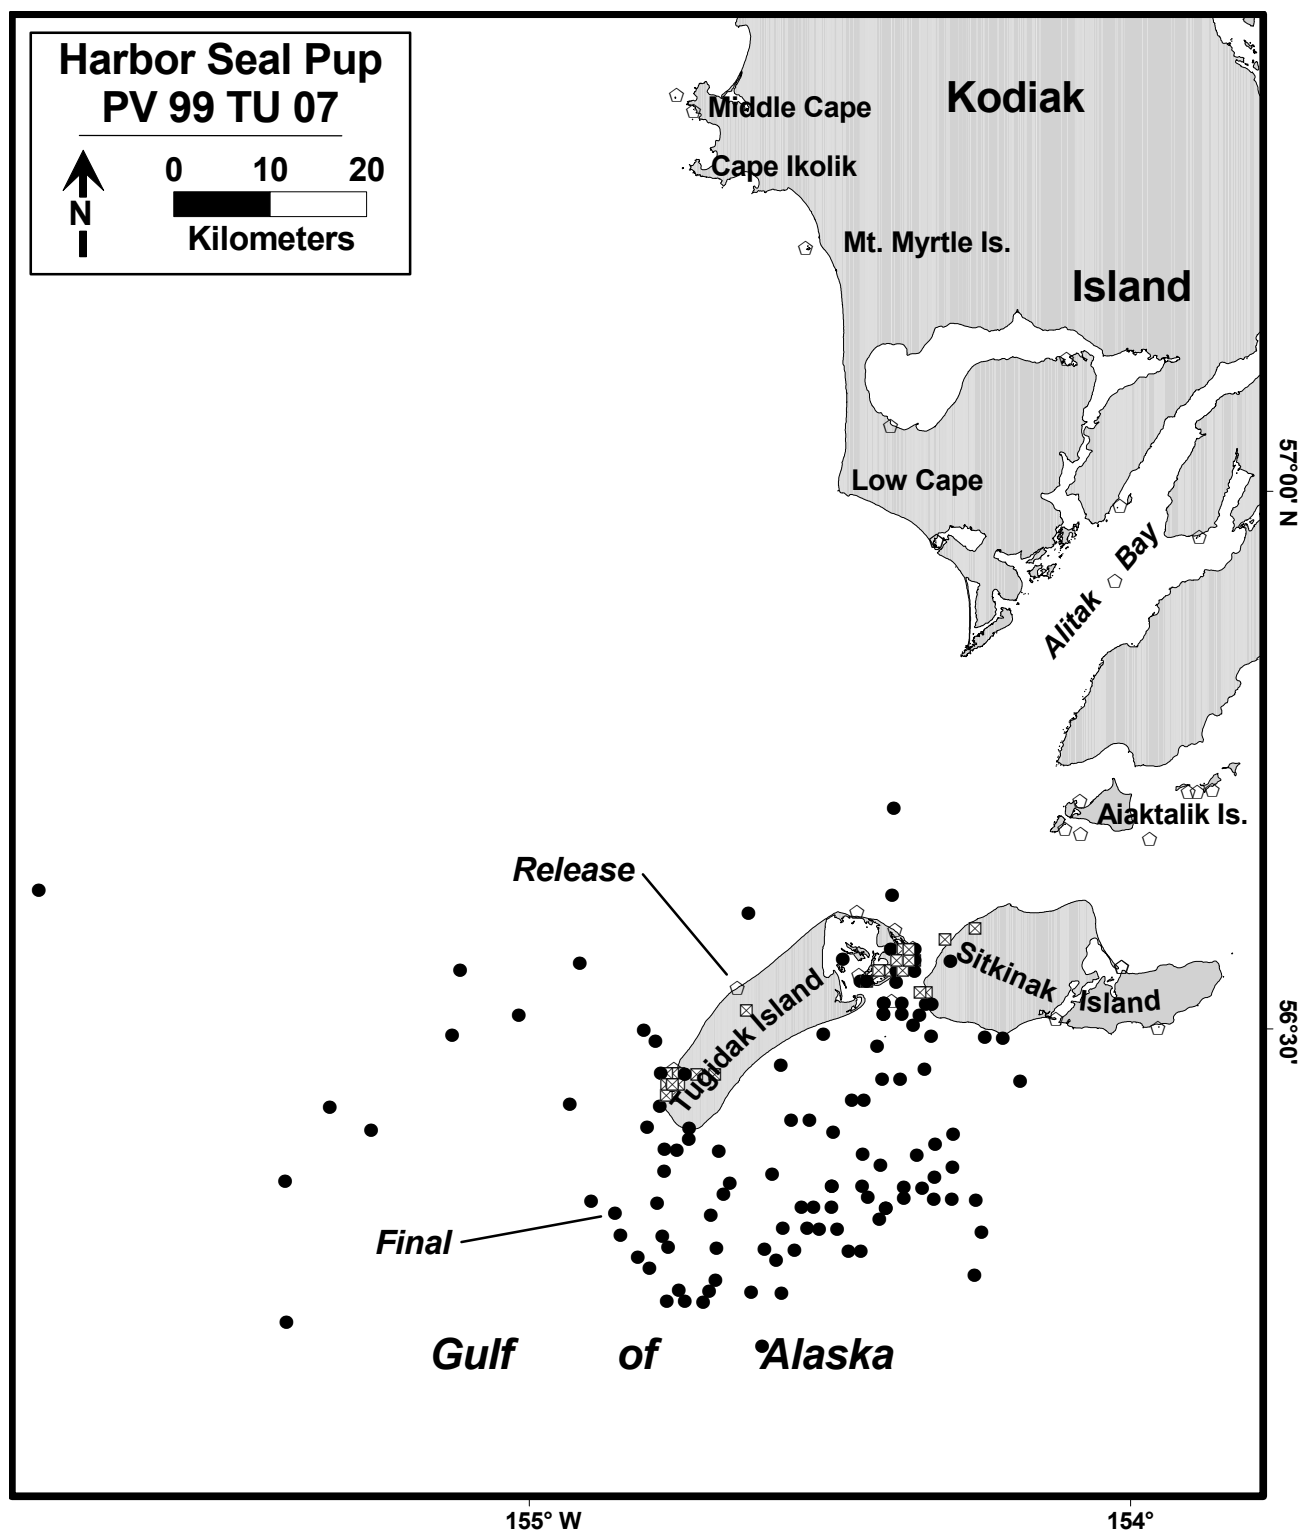 Harbor Seal Pup
PV 99 TU 07
0 10 20
N
Kilometers
Middle Cape
Kodiak
Cape Ikolik
Mt. Myrtle Is.
Island
Low Cape
57°00' N
Alitak Bay
Aiaktalik Is.
Release
Sitkinak Island
Tugidak Island
56°30'
Final
Gulf of Alaska
155° W
154°